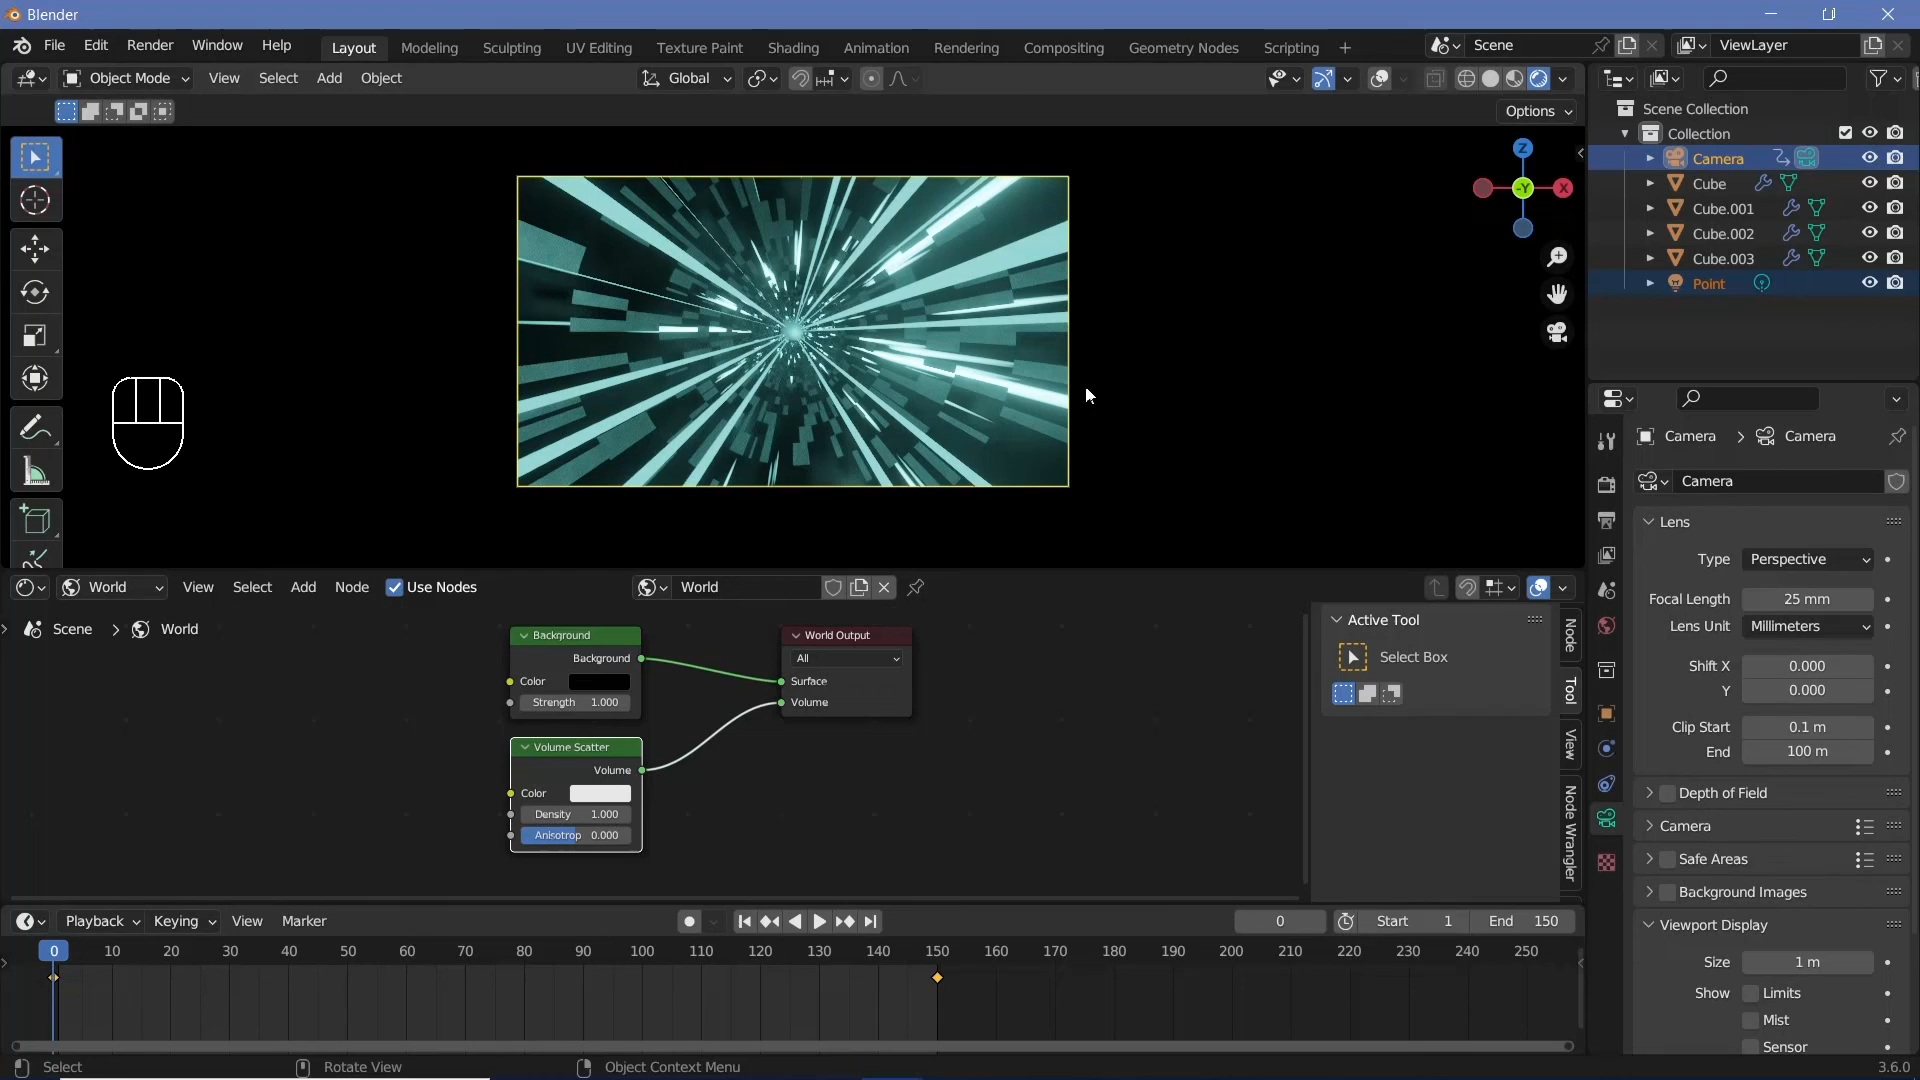 Blender
File Edit Render Window Help
Layout Modeling Sculpting UV Editing Texture Paint Shading Animation Rendering Compositing Geometry Nodes Scripting +
Scene
ViewLayer
Object Mode View Select Add Object
Global
Options
Z
-Y
X
Scene Collection
Collection
Camera
Cube
Cube.001
Cube.002
Cube.003
Point
Camera > Camera
Camera
Lens
Type Perspective
Focal Length 25 mm
Lens Unit Millimeters
Shift X 0.000
Y 0.000
Clip Start 0.1 m
End 100 m
Depth of Field
Camera
Safe Areas
Background Images
Viewport Display
Size 1 m
Show Limits
Mist
Sensor
World View Select Add Node Use Nodes
World
Scene > World
Background
Background
Color
Strength 1.000
World Output
All
Surface
Volume
Volume Scatter
Volume
Color
Density 1.000
Anisotrop 0.000
Active Tool
Select Box
Node
Tool
View
Node Wrangler
Playback Keying View Marker
0
Start 1
End 150
0 10 20 30 40 50 60 70 80 90 100 110 120 130 140 150 160 170 180 190 200 210 220 230 240 250
Select
Rotate View
Object Context Menu
3.6.0